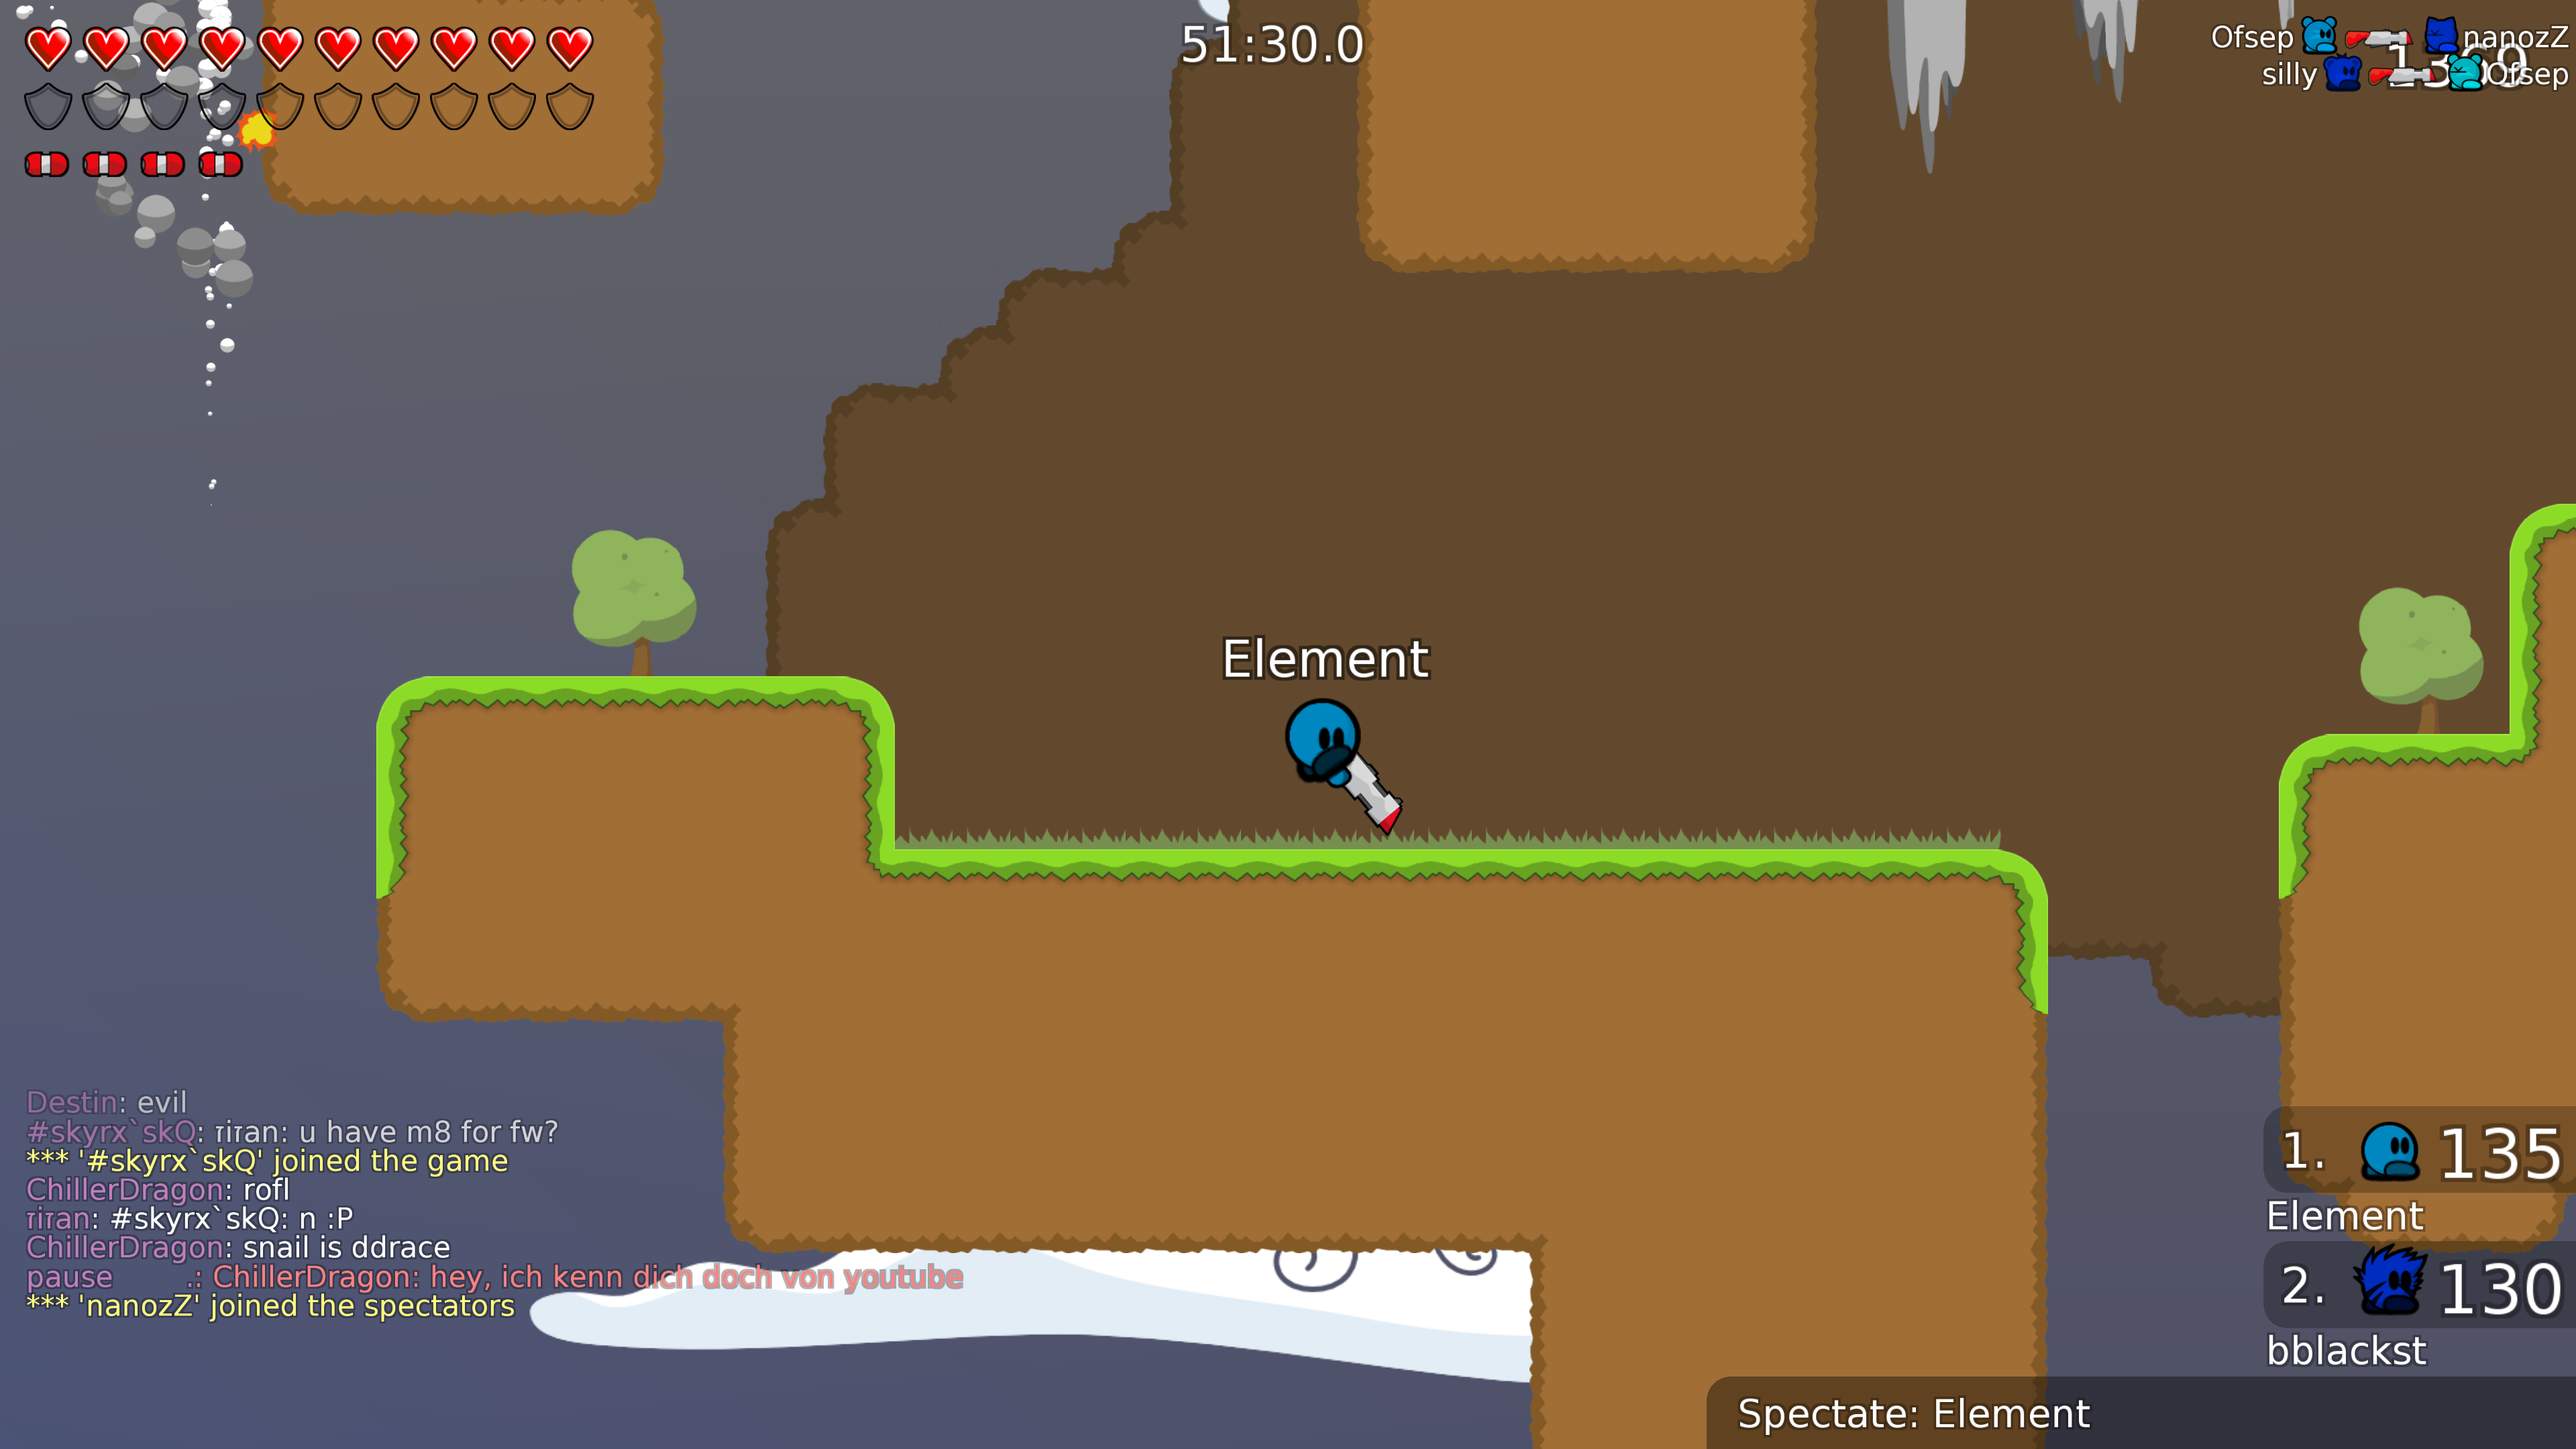 51:30.0
Ofsep nanozZ
silly Ofsep
Element
Destin: evil
#skyrx`skQ: тiтan: u have m8 for fw?
*** '#skyrx`skQ' joined the game
ChillerDragon: rofl
тiтan: #skyrx`skQ: n :P
ChillerDragon: snail is ddrace
pause .: ChillerDragon: hey, ich kenn dich doch von youtube
*** 'nanozZ' joined the spectators
1. 135
Element
2. 130
bblackst
Spectate: Element